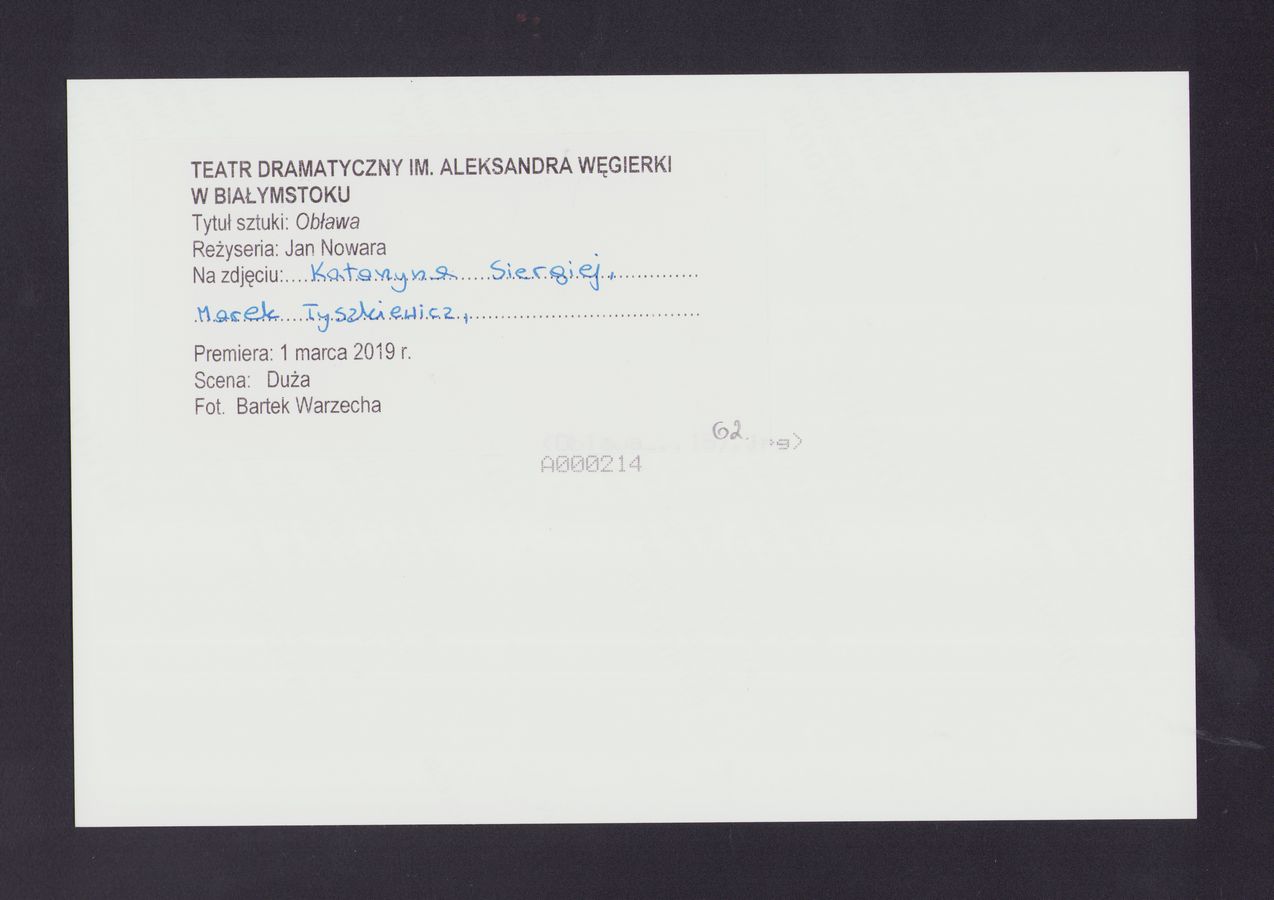 TEATR DRAMATYCZNY IM. ALEKSANDRA WĘGIERKI
W BIAŁYMSTOKU
Tytuł sztuki: Obława
Reżyseria: Jan Nowara
Na zdjęciu:....Katarzyna Siergiej,
Marek Tyszkiewicz,
Premiera: 1 marca 2019 r.
Scena: Duża
Fot. Bartek Warzecha
62
A000214